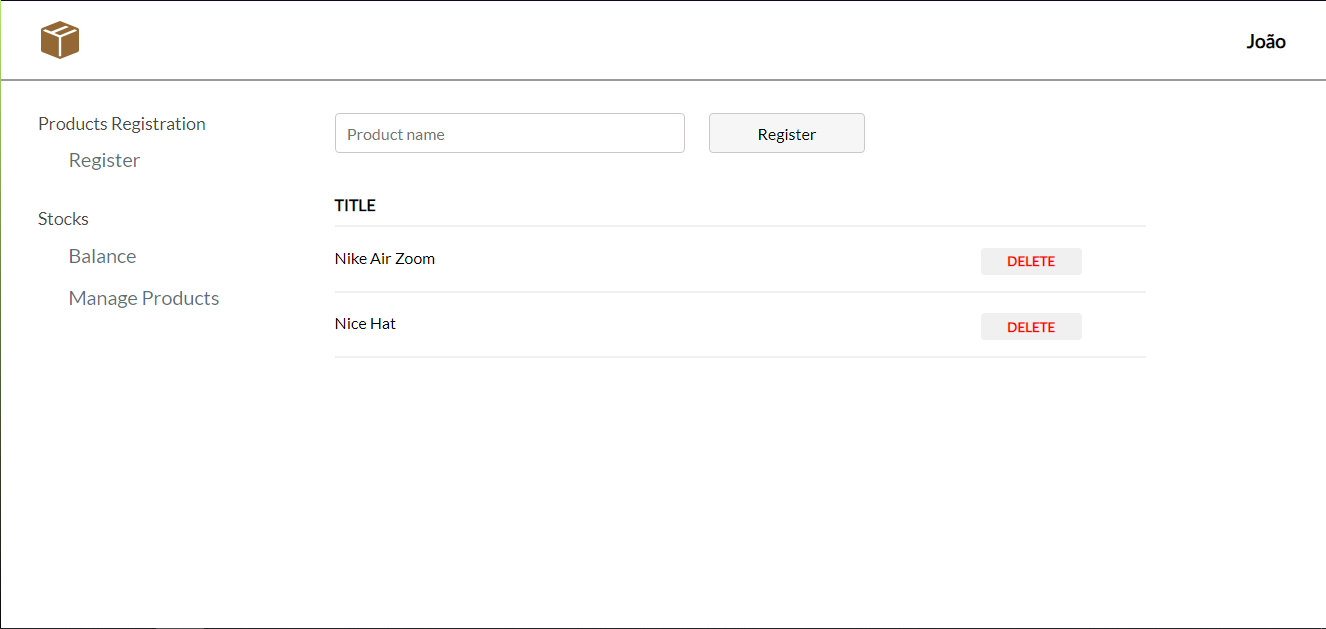 João
Products Registration
Register
Stocks
Balance
Manage Products
Product name
Register
TITLE
Nike Air Zoom
DELETE
Nice Hat
DELETE